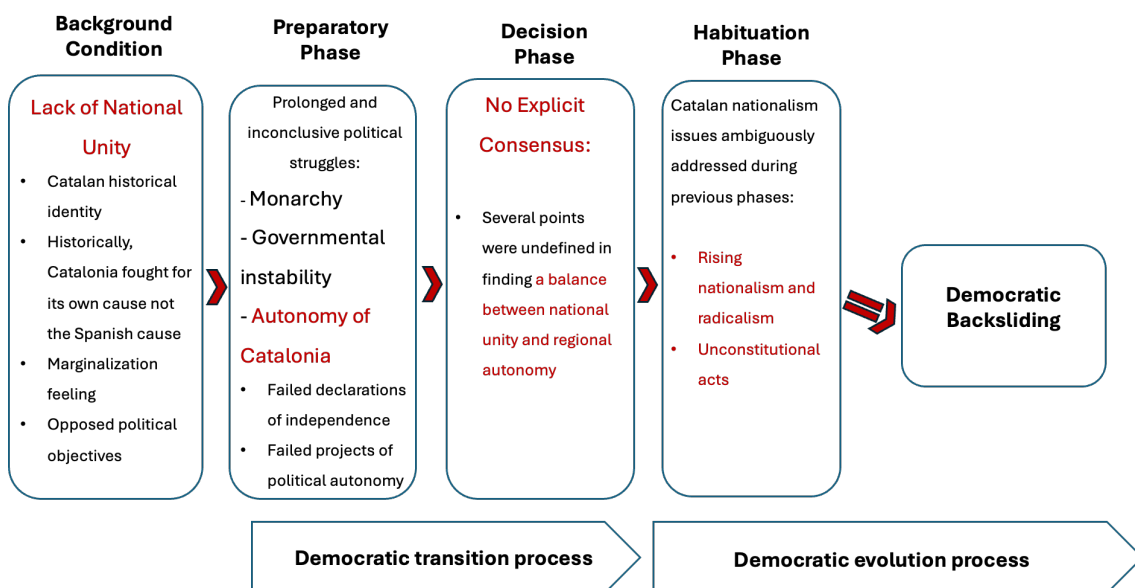 Background
Condition
Lack of National
Unity
• Catalan historical
identity
• Historically,
Catalonia fought for
its own cause not
the Spanish cause
• Marginalization
feeling
• Opposed political
objectives
Preparatory
Phase
Prolonged and
inconclusive political
struggles:
- Monarchy
- Governmental
instability
- Autonomy of
Catalonia
• Failed declarations
of independence
• Failed projects of
political autonomy
Decision
Phase
No Explicit
Consensus:
• Several points
were undefined in
finding a balance
between national
unity and regional
autonomy
Habituation
Phase
Catalan nationalism
issues ambiguously
addressed during
previous phases:
• Rising
nationalism and
radicalism
• Unconstitutional
acts
Democratic
Backsliding
Democratic transition process
Democratic evolution process